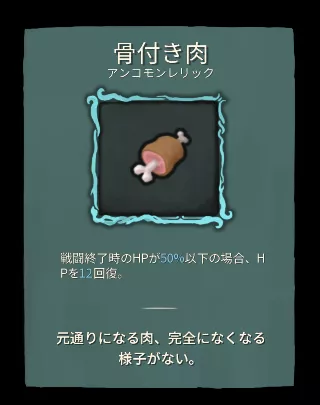 骨付き肉
アンコモンレリック
戦闘終了時のHPが50%以下の場合、H
Pを12回復。
元通りになる肉、完全になくなる
様子がない。